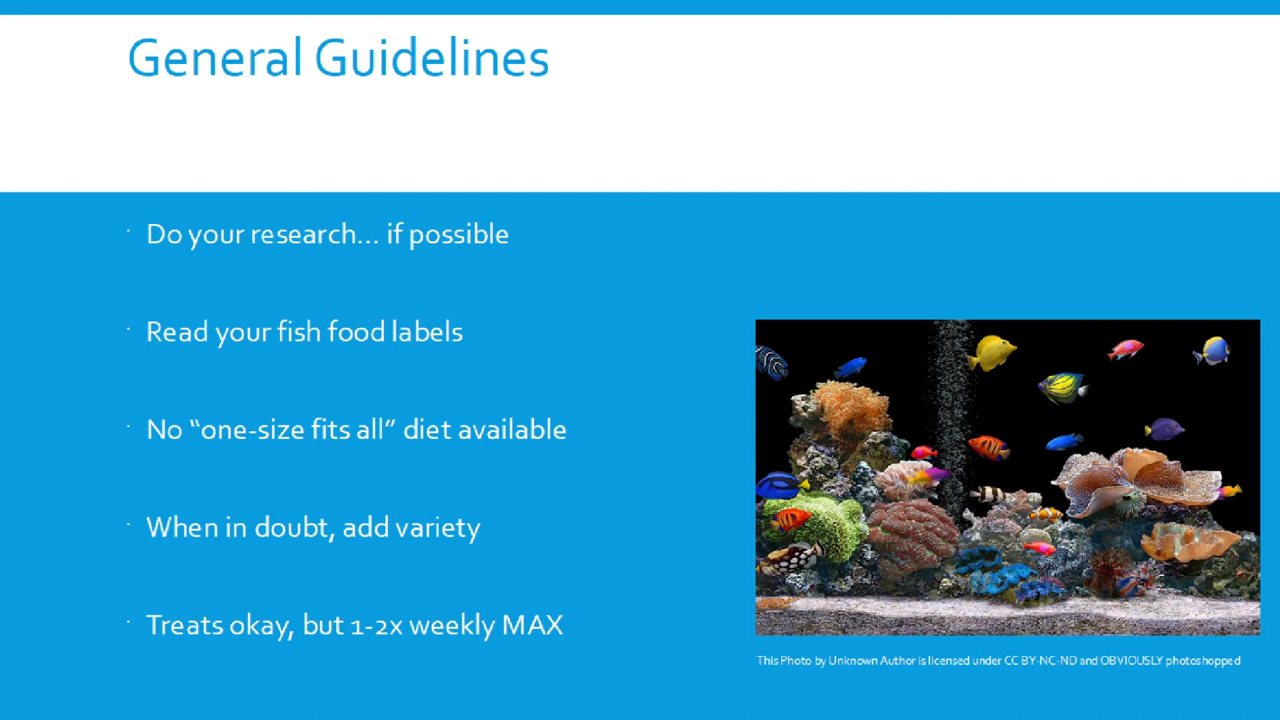 General Guidelines
Do your research... if possible
Read your fish food labels
No “one-size fits all” diet available
When in doubt, add variety
Treats okay, but 1-2x weekly MAX
This Photo by Unknown Author is licensed under CC BY-NC-ND and OBVIOUSLY photoshopped